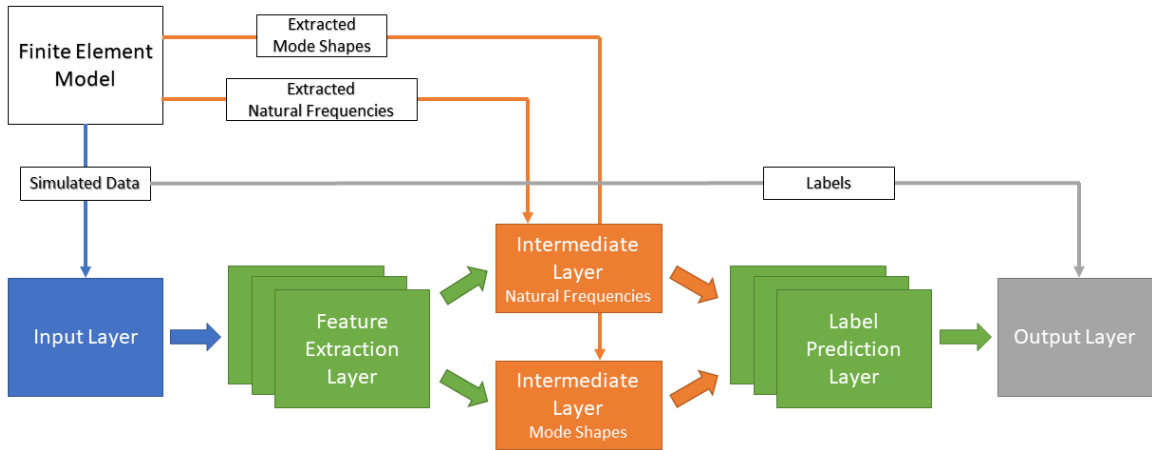 Finite Element
Model
Extracted
Mode Shapes
Extracted
Natural Frequencies
Simulated Data
Labels
Input Layer
Feature
Extraction
Layer
Intermediate
Layer
Natural Frequencies
Intermediate
Layer
Mode Shapes
Label
Prediction
Layer
Output Layer